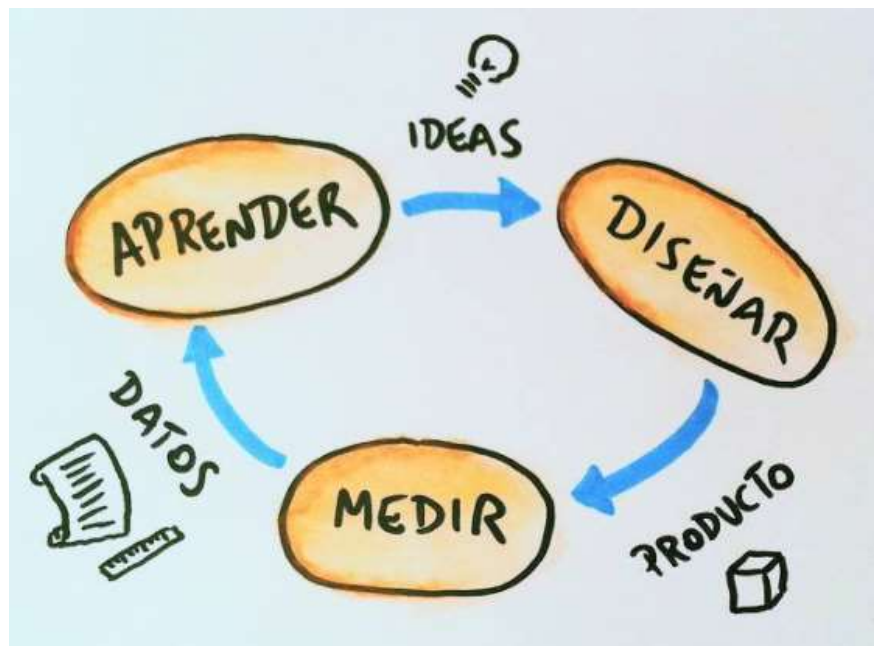 IDEAS
APRENDER
DISEÑAR
DATOS
MEDIR
PRODUCTO